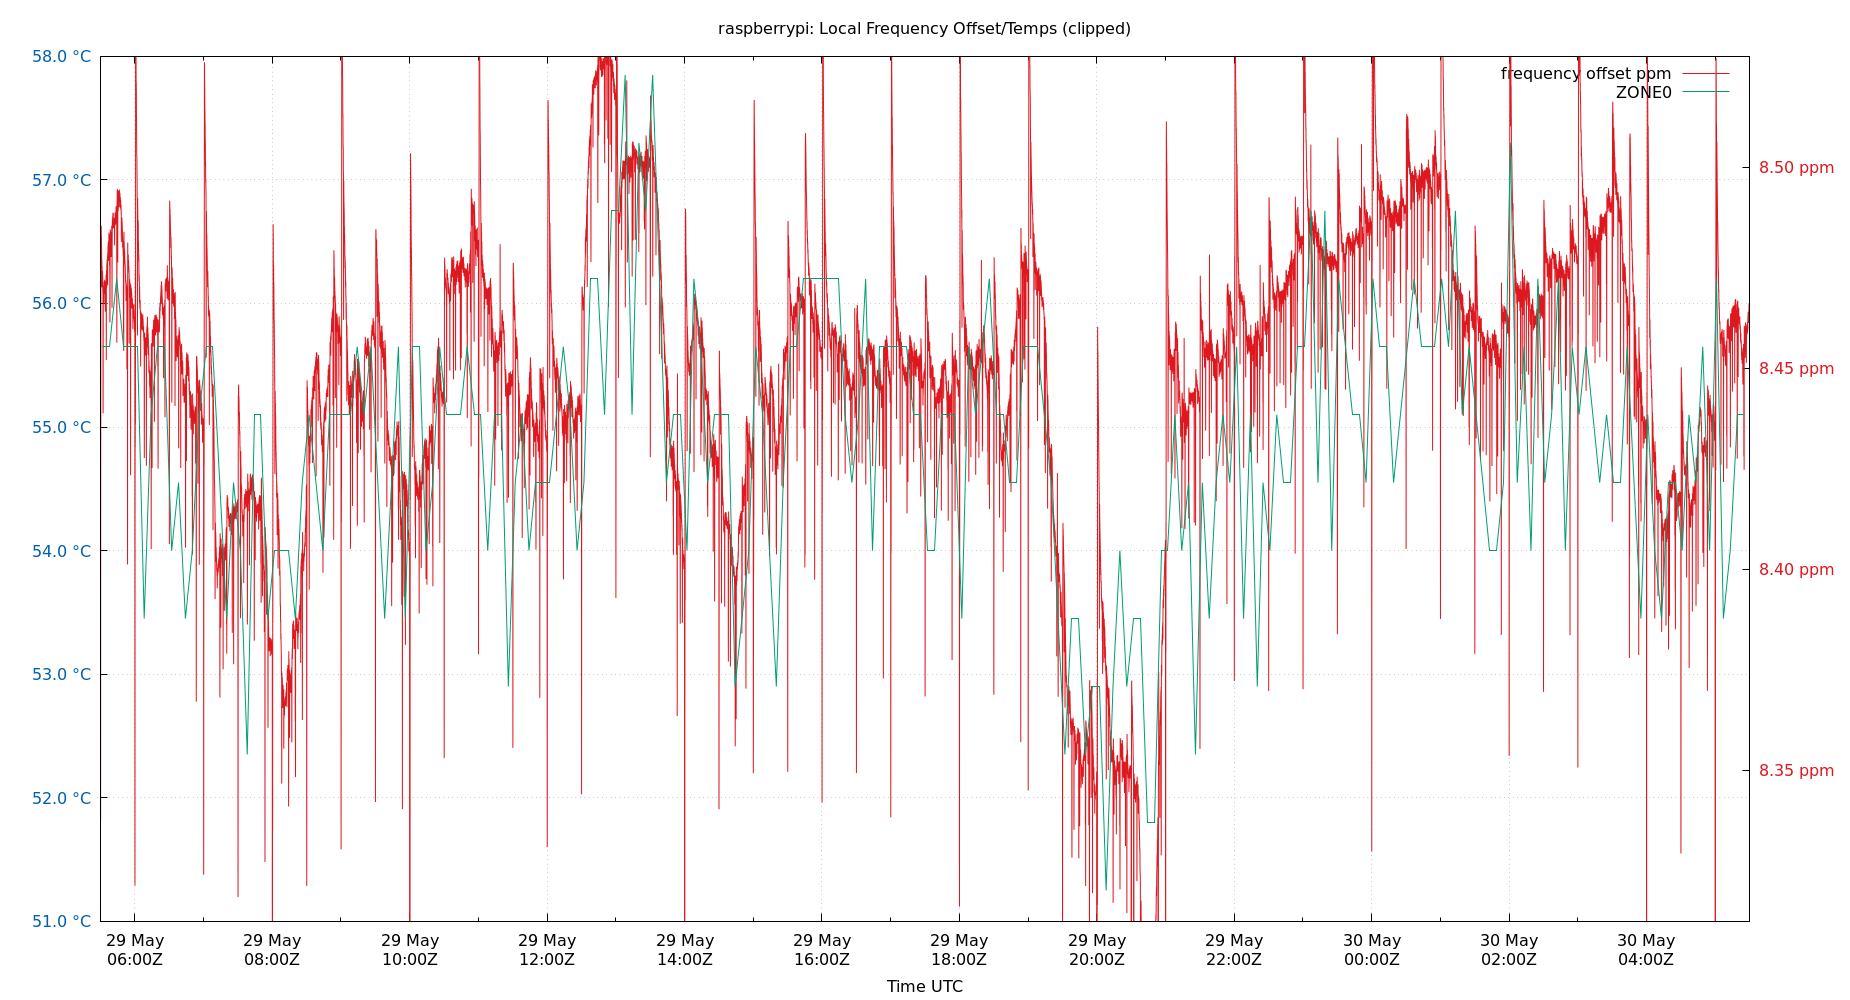 raspberrypi: Local Frequency Offset/Temps (clipped)
58.0 °C
57.0 °C
56.0 °C
55.0 °C
54.0 °C
53.0 °C
52.0 °C
51.0 °C
frequency offset ppm
ZONE0
8.50 ppm
8.45 ppm
8.40 ppm
8.35 ppm
29 May 29 May 29 May 29 May 29 May 29 May 29 May 29 May 29 May 30 May 30 May 30 May
06:00Z 08:00Z 10:00Z 12:00Z 14:00Z 16:00Z 18:00Z 20:00Z 22:00Z 00:00Z 02:00Z 04:00Z
Time UTC